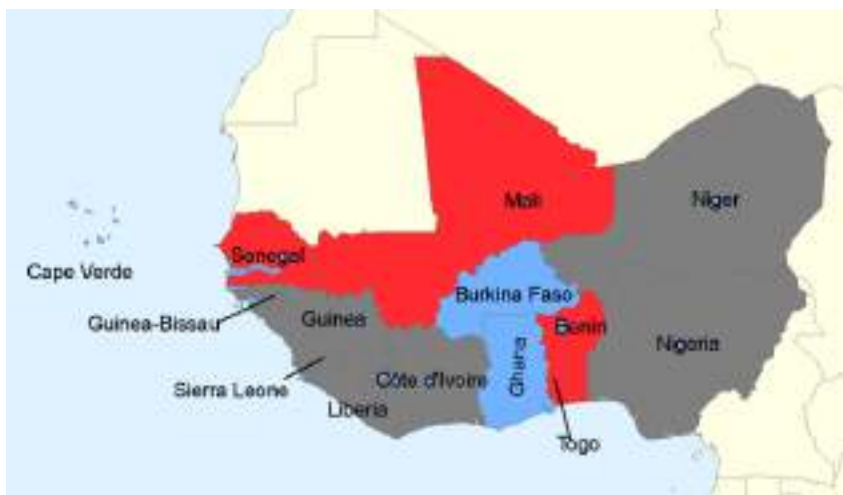 Mali
Niger
Senegal
Cape Verde
Burkina Faso
Guinea-Bissau
Guinea
Benin
Nigeria
Ghana
Sierra Leone
Côte d'Ivoire
Liberia
Togo